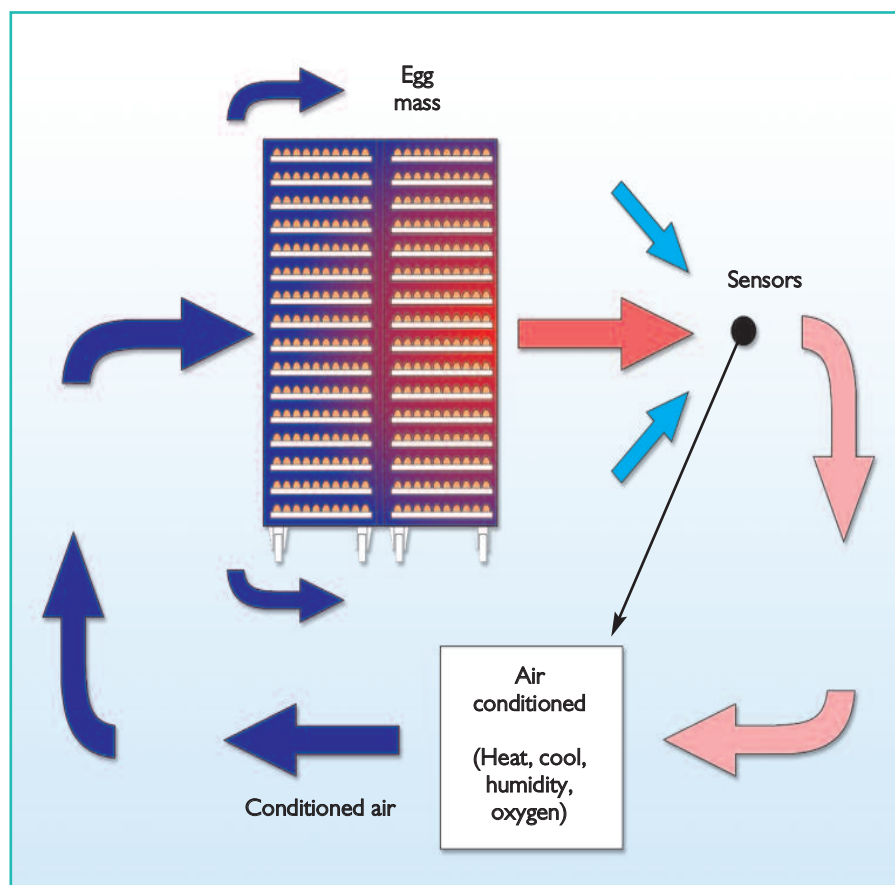 Egg
mass
Sensors
Air
conditioned
(Heat, cool,
humidity,
oxygen)
Conditioned air